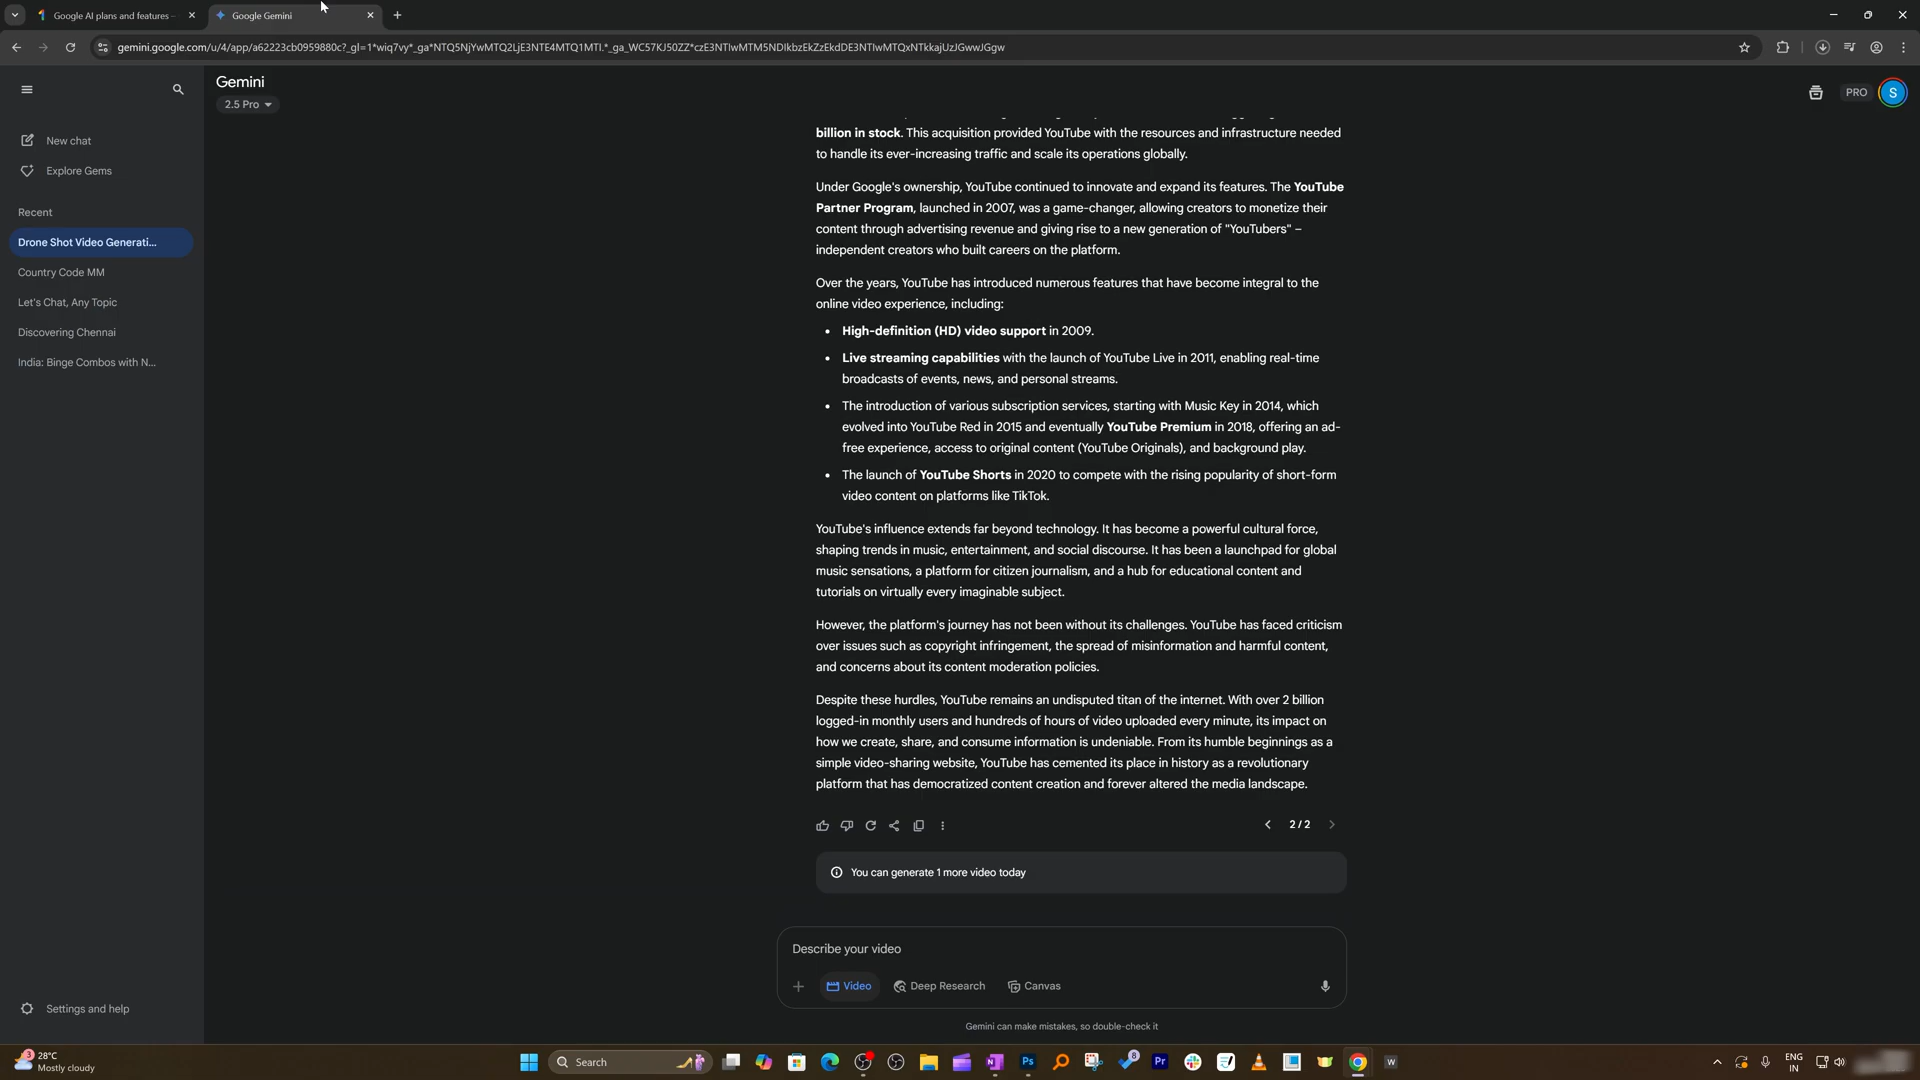 Google AI plans and features -
Google Gemini
gemini.google.com/u/4/app/a62223cb0959880c?_gl=1*wiq7vy*_ga*NTQ5NjYwMTQ2LjE3NTE4MTQ1MTI.*_ga_WC57KJ50ZZ*czE3NTIwMTM5NDIkbzEkZzEkdDE3NTIwMTQxNTkkajUzJGwwJGgw
Gemini
2.5 Pro
PRO
S
New chat
Explore Gems
Recent
Drone Shot Video Generati...
Country Code MM
Let's Chat, Any Topic
Discovering Chennai
India: Binge Combos with N...
Settings and help
billion in stock. This acquisition provided YouTube with the resources and infrastructure needed
to handle its ever-increasing traffic and scale its operations globally.
Under Google's ownership, YouTube continued to innovate and expand its features. The YouTube
Partner Program, launched in 2007, was a game-changer, allowing creators to monetize their
content through advertising revenue and giving rise to a new generation of "YouTubers" –
independent creators who built careers on the platform.
Over the years, YouTube has introduced numerous features that have become integral to the
online video experience, including:
• High-definition (HD) video support in 2009.
• Live streaming capabilities with the launch of YouTube Live in 2011, enabling real-time
broadcasts of events, news, and personal streams.
• The introduction of various subscription services, starting with Music Key in 2014, which
evolved into YouTube Red in 2015 and eventually YouTube Premium in 2018, offering an ad-
free experience, access to original content (YouTube Originals), and background play.
• The launch of YouTube Shorts in 2020 to compete with the rising popularity of short-form
video content on platforms like TikTok.
YouTube's influence extends far beyond technology. It has become a powerful cultural force,
shaping trends in music, entertainment, and social discourse. It has been a launchpad for global
music sensations, a platform for citizen journalism, and a hub for educational content and
tutorials on virtually every imaginable subject.
However, the platform's journey has not been without its challenges. YouTube has faced criticism
over issues such as copyright infringement, the spread of misinformation and harmful content,
and concerns about its content moderation policies.
Despite these hurdles, YouTube remains an undisputed titan of the internet. With over 2 billion
logged-in monthly users and hundreds of hours of video uploaded every minute, its impact on
how we create, share, and consume information is undeniable. From its humble beginnings as a
simple video-sharing website, YouTube has cemented its place in history as a revolutionary
platform that has democratized content creation and forever altered the media landscape.
2 / 2
You can generate 1 more video today
Describe your video
Video
Deep Research
Canvas
Gemini can make mistakes, so double-check it
3
28°C
Mostly cloudy
Search
N
Ps
8
Pr
W
ENG
IN